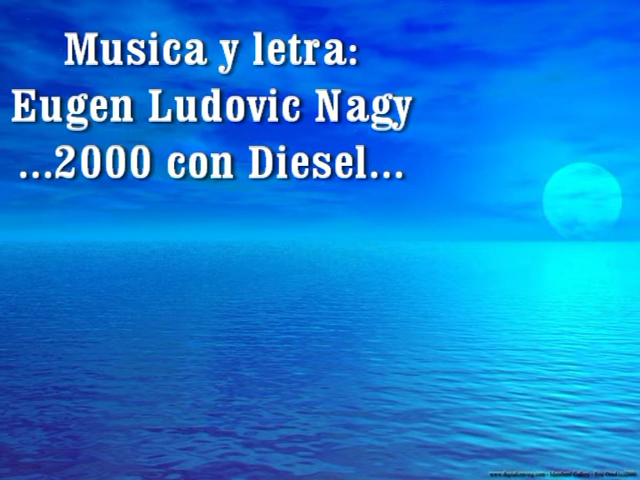 Musica y letra:
Eugen Ludovic Nagy
...2000 con Diesel...